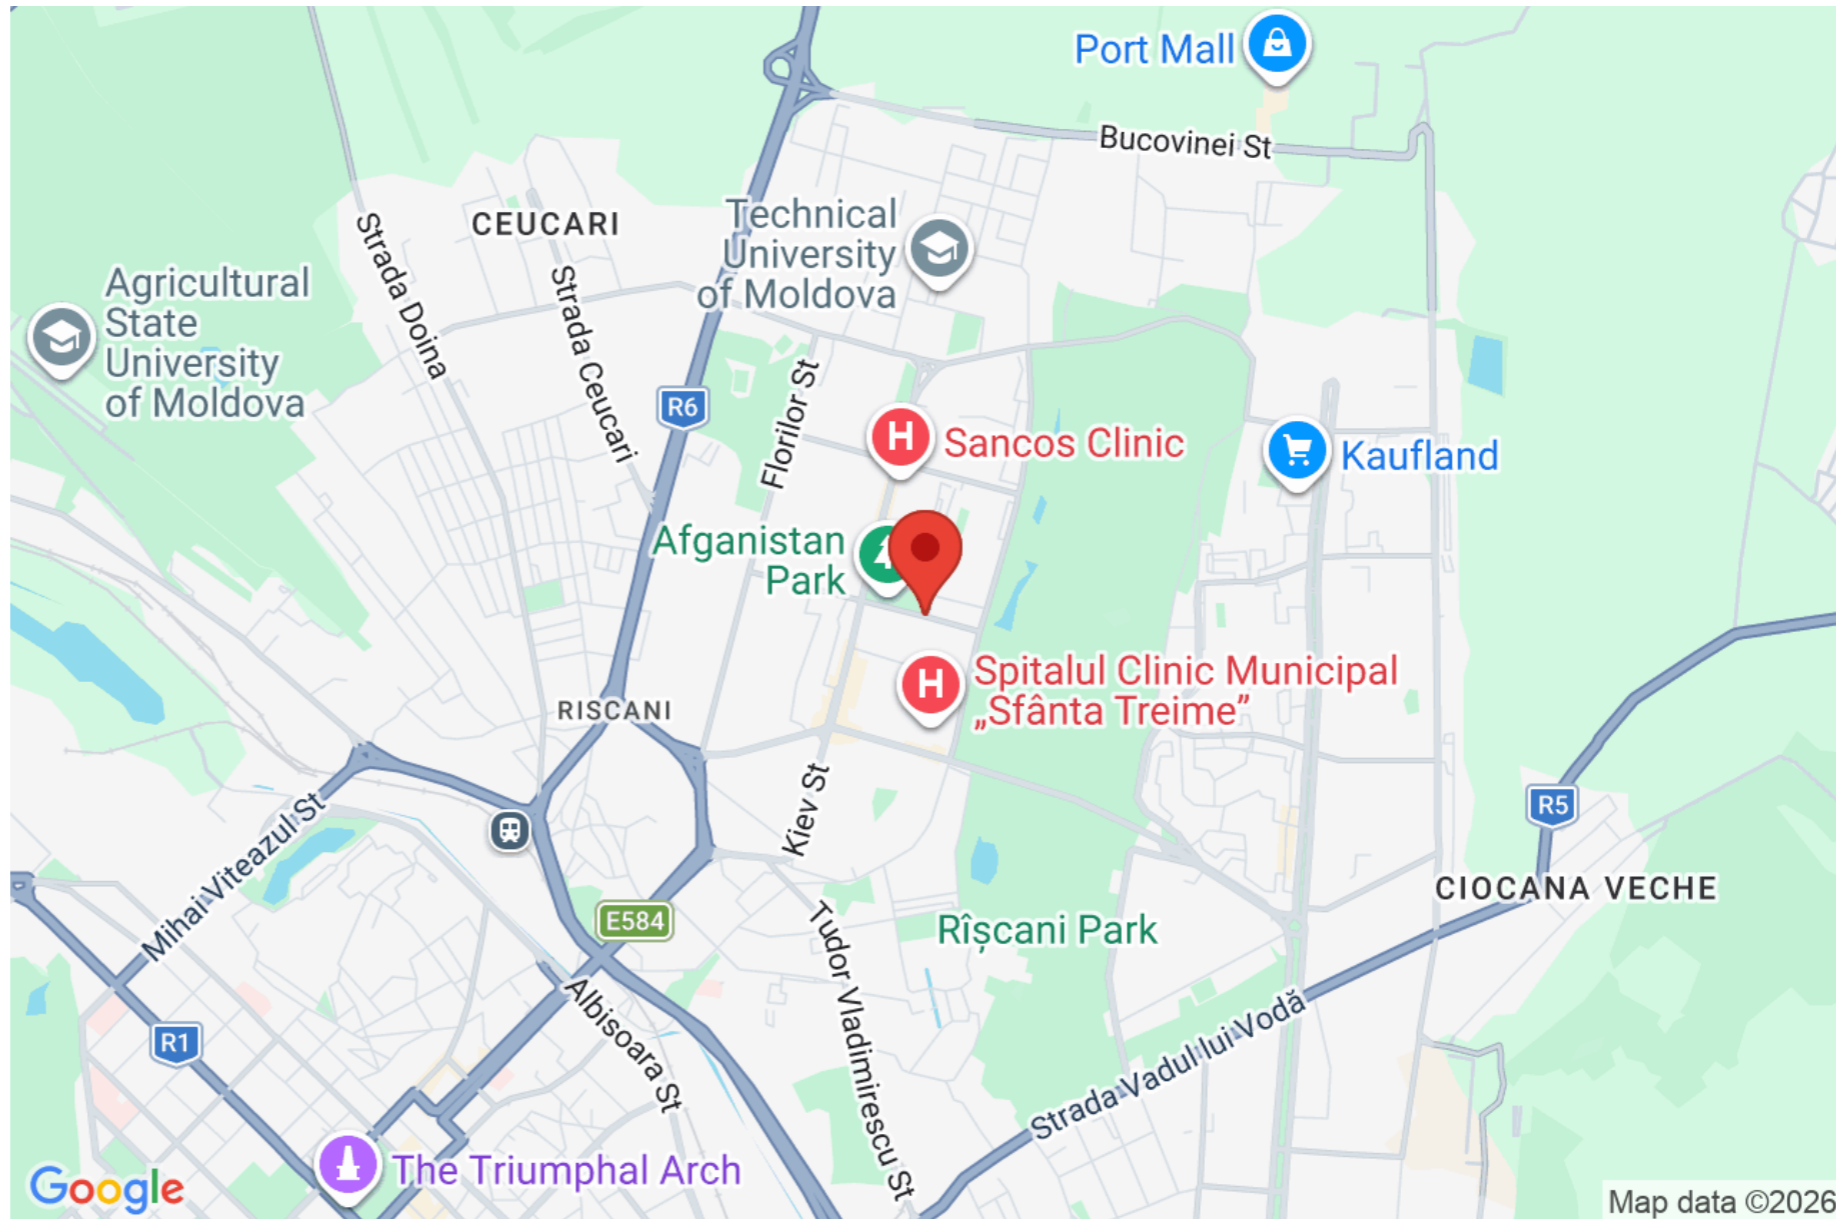 Port Mall
Bucovinei St
CEUCARI
Technical
University
of Moldova
Strada Doina
Strada Ceucari
Agricultural
State
University
of Moldova
R6
Florilor St
H
Sancos Clinic
Kaufland
Afganistan
Park
H
Spitalul Clinic Municipal
„Sfânta Treime”
RISCANI
Kiev St
R5
Mihai Viteazul St
CIOCANA VECHE
E584
Rîșcani Park
Tudor Vladimirescu St
Albisoara St
R1
Strada Vadul lui Vodă
The Triumphal Arch
Google
Map data ©2026